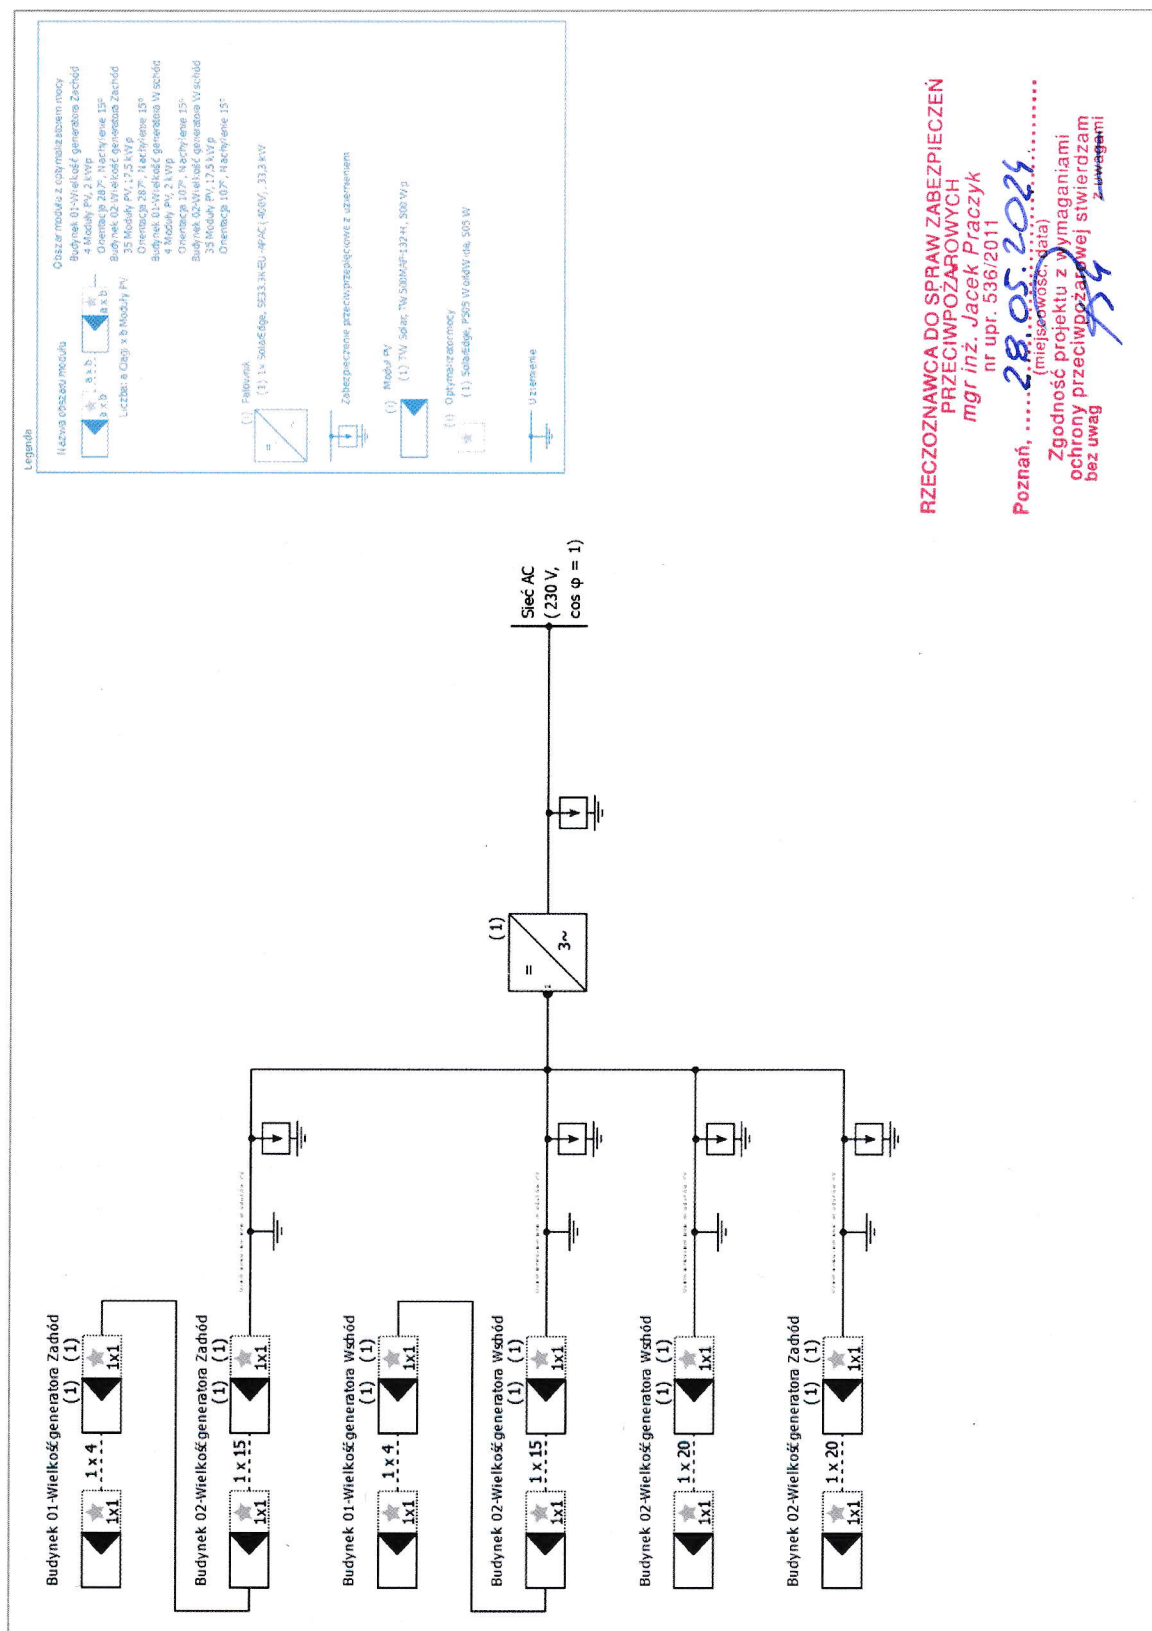 Legenda
Nazwa obszaru modułu
a x b
a x b
a x b
Liczba: a Ciągi x b Moduły PV
Obszar modułu z optymalizatorem mocy
Budynek 01-Wielkość generatora Zachód
4 Moduły PV, 2 kWp
Orientacja 287°, Nachylenie 15°
Budynek 02-Wielkość generatora Zachód
35 Moduły PV, 17,5 kWp
Orientacja 287°, Nachylenie 15°
Budynek 01-Wielkość generatora Wschód
4 Moduły PV, 2 kWp
Orientacja 107°, Nachylenie 15°
Budynek 02-Wielkość generatora Wschód
35 Moduły PV, 17,5 kWp
Orientacja 107°, Nachylenie 15°
(i) Falownik
(1) 1x SolarEdge, SE33.3K-EU-APAC (400V), 33,3 kW
=
~
Zabezpieczenie przeciwprzepięciowe z uziemieniem
(i) Moduł PV
(1) TW Solar, TW 500MAP-132-H, 500 Wp
(i) Optymalizator mocy
(1) SolarEdge, P505 WorldWide, 505 W
Uziemienie
Sieć AC
(230 V,
cos φ = 1)
(1)
=
3~
Budynek 01-Wielkość generatora Zachód
(1) (1)
1x1
1 x 4
1x1
Budynek 02-Wielkość generatora Zachód
(1) (1)
1x1
1 x 15
1x1
Budynek 01-Wielkość generatora Wschód
(1) (1)
1x1
1 x 4
1x1
Budynek 02-Wielkość generatora Wschód
(1) (1)
1x1
1 x 15
1x1
Budynek 02-Wielkość generatora Wschód
(1) (1)
1x1
1 x 20
1x1
Budynek 02-Wielkość generatora Zachód
(1) (1)
1x1
1 x 20
1x1
RZECZOZNAWCA DO SPRAW ZABEZPIECZEŃ
PRZECIWPOŻAROWYCH
mgr inż. Jacek Praczyk
nr upr. 536/2011
Poznań, 28.05.2024
(miejscowość, data)
Zgodność projektu z wymaganiami
ochrony przeciwpożarowej stwierdzam
bez uwag z uwagami